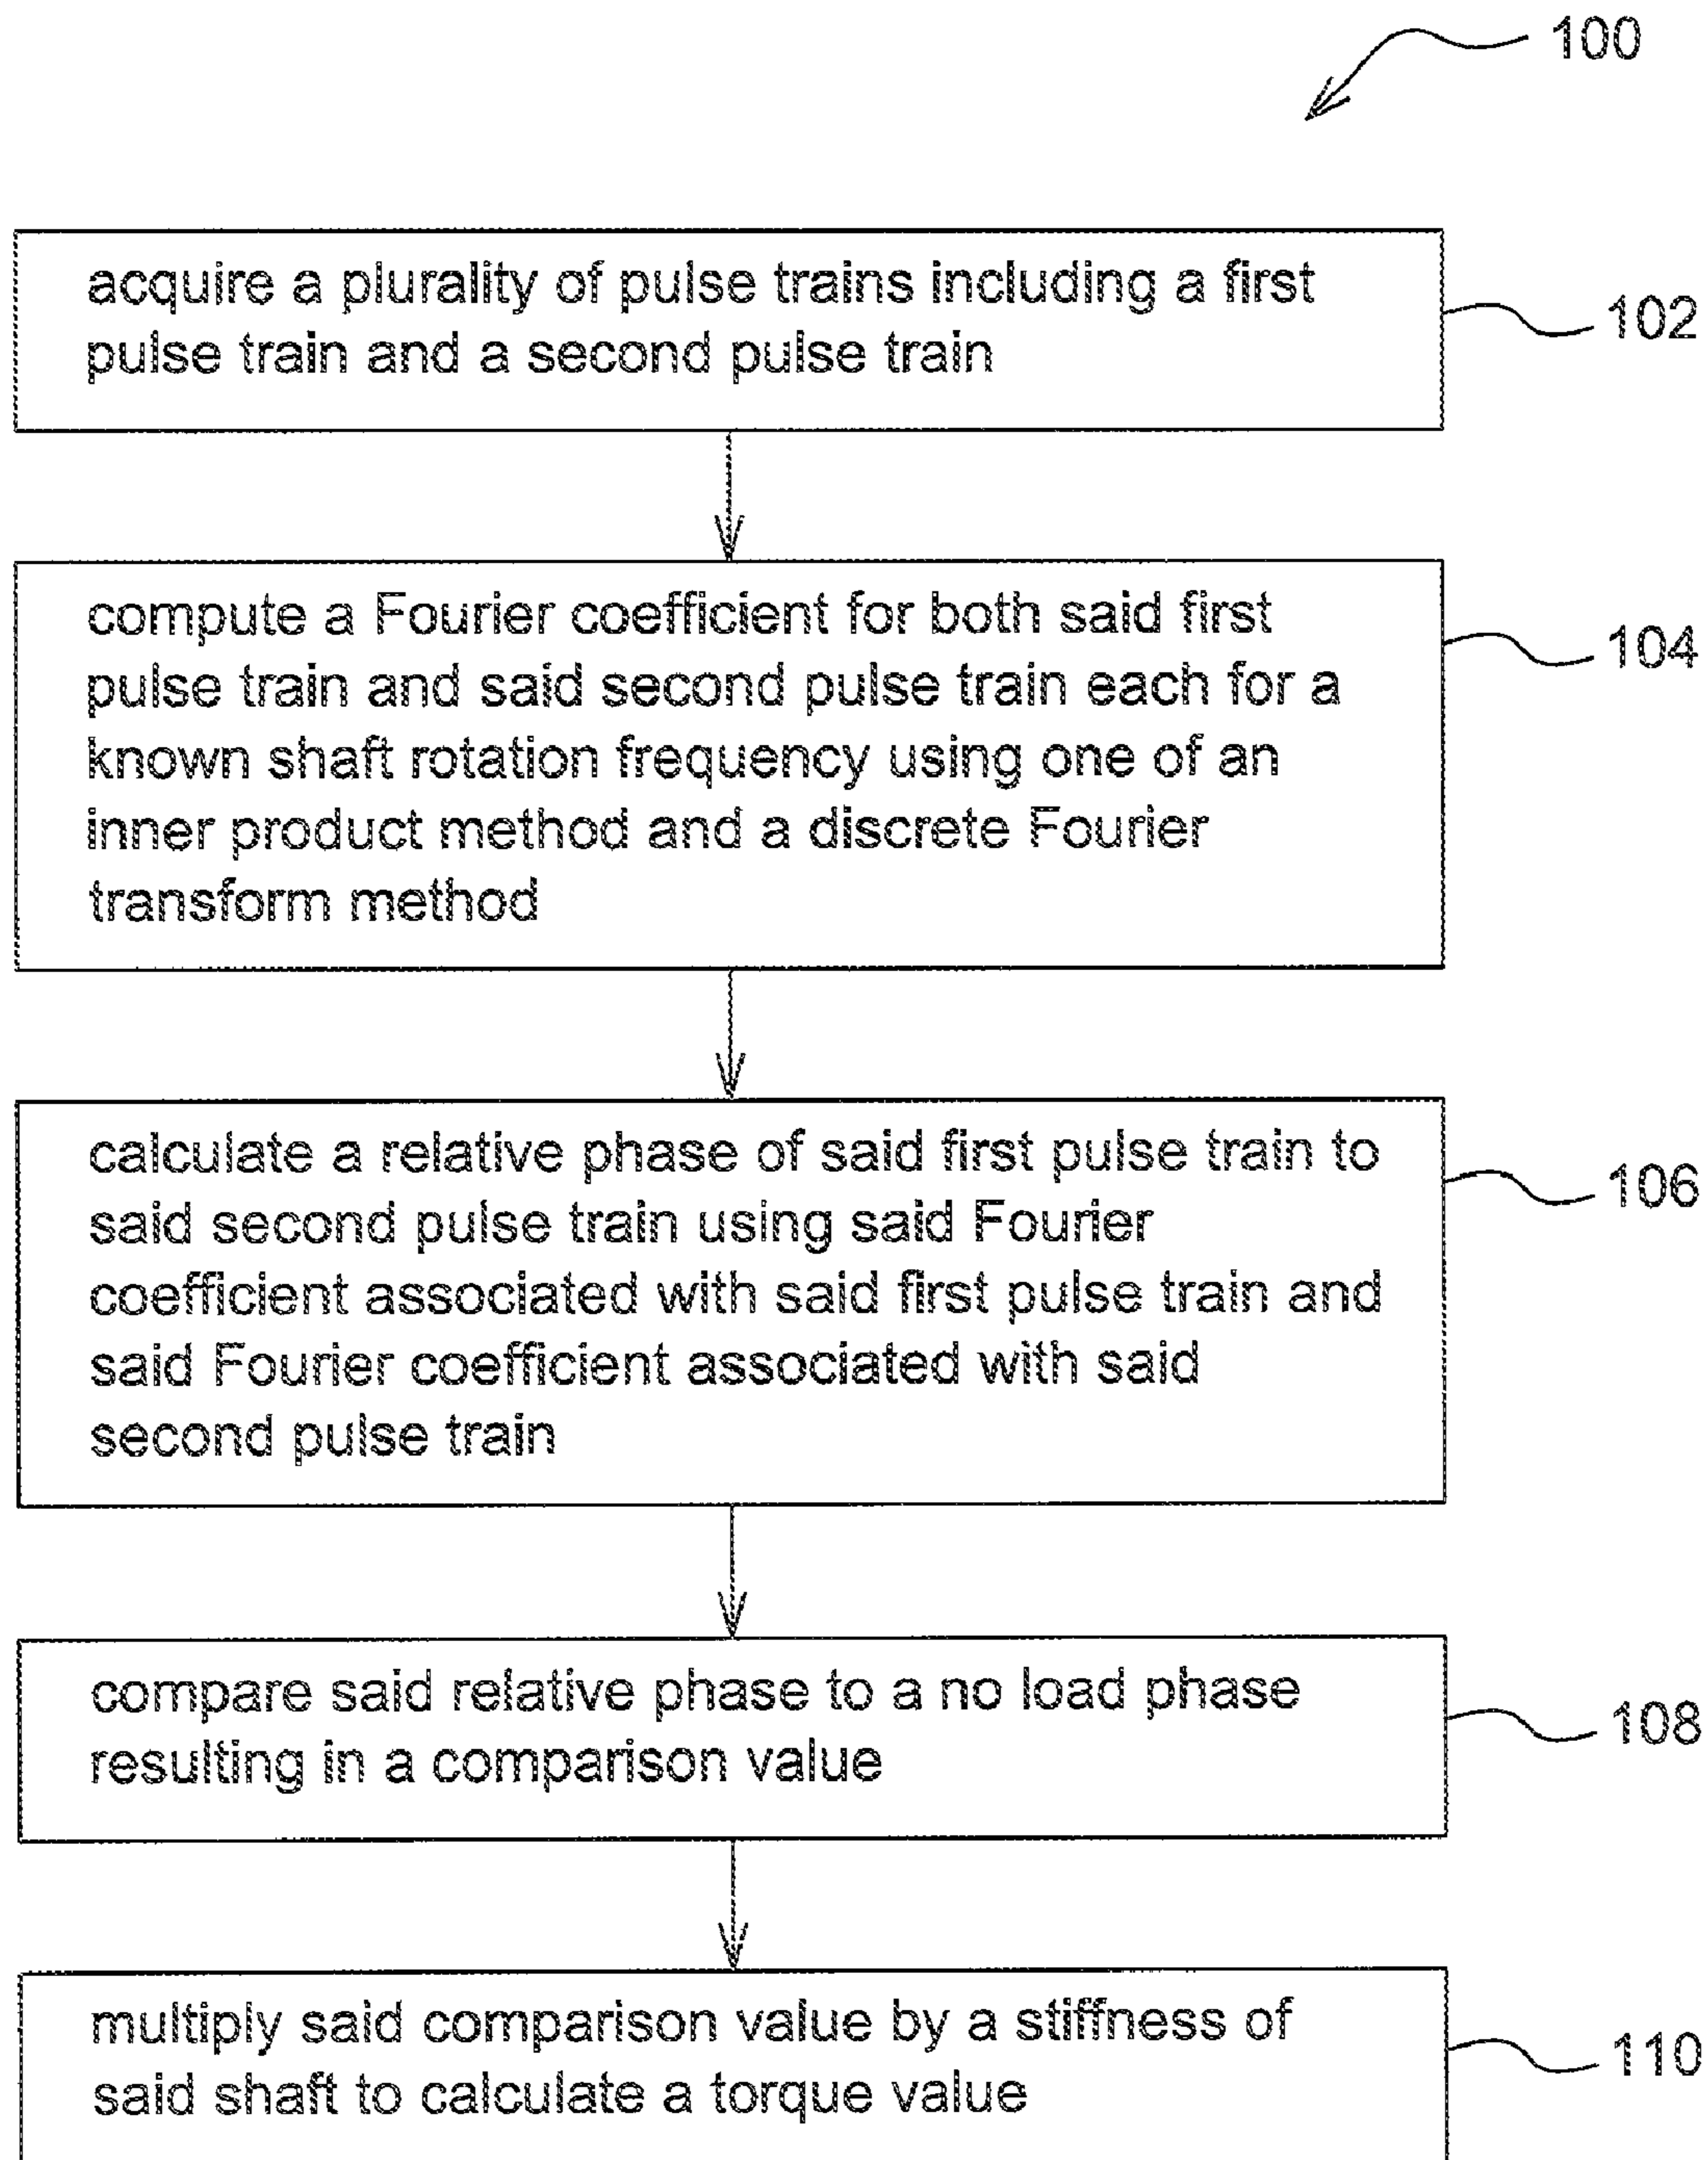 100
acquire a plurality of pulse trains including a first
pulse train and a second pulse train
102
compute a Fourier coefficient for both said first
pulse train and said second pulse train each for a
known shaft rotation frequency using one of an
inner product method and a discrete Fourier
transform method
104
calculate a relative phase of said first pulse train to
said second pulse train using said Fourier
coefficient associated with said first pulse train and
said Fourier coefficient associated with said
second pulse train
106
compare said relative phase to a no load phase
resulting in a comparison value
108
multiply said comparison value by a stiffness of
said shaft to calculate a torque value
110